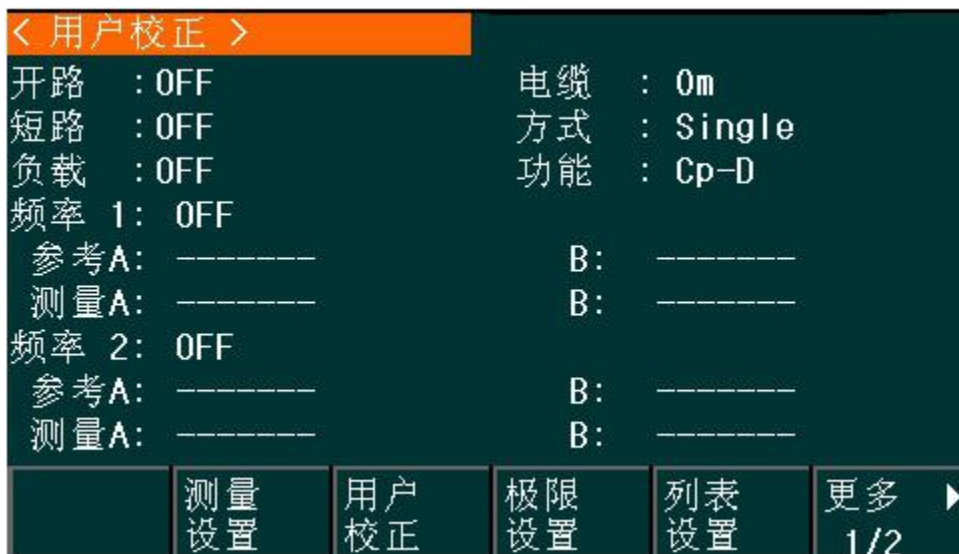 < 用户校正 >
开路 :OFF 电缆 : 0m
短路 :OFF 方式 : Single
负载 :OFF 功能 : Cp-D
频率 1: OFF
参考A: ------- B: -------
测量A: ------- B: -------
频率 2: OFF
参考A: ------- B: -------
测量A: ------- B: -------
测量设置 用户校正 极限设置 列表设置 更多 1/2